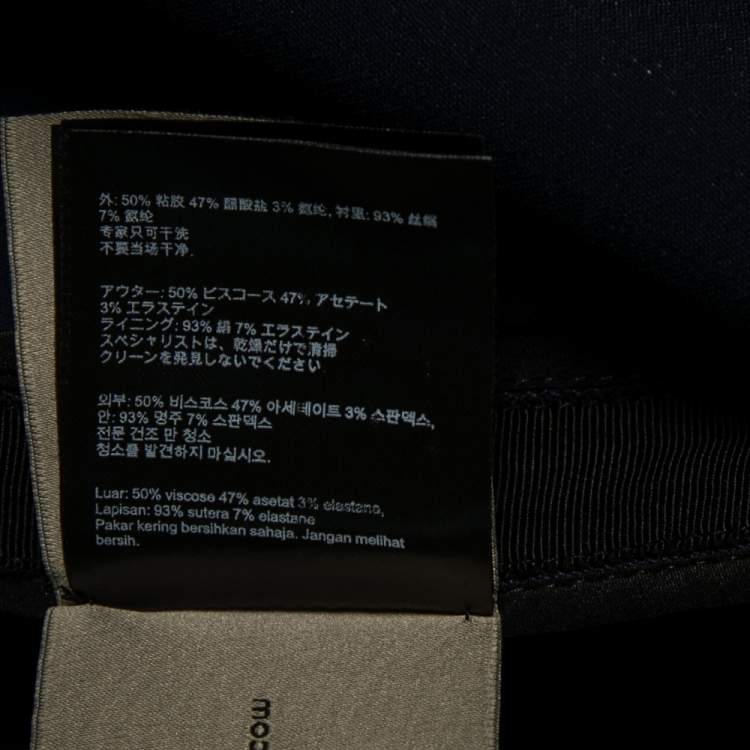 外: 50% 粘胶 47% 醋酸盐 3% 氨纶, 衬里: 93% 丝绸
7% 氨纶
专家只可干洗
不要当场干净.
アウター: 50% ビスコース 47% アセテート
3% エラステイン
ライニング: 93% 絹 7% エラステイン
スペシャリストは、乾燥だけで清掃
クリーンを発見しないでください
외부: 50% 비스코스 47% 아세테이트 3% 스판덱스,
안: 93% 명주 7% 스판덱스
전문 건조 만 청소
청소를 발견하지 마십시오.
Luar: 50% viscose 47% asetat 3% elastane,
Lapisan: 93% sutera 7% elastane
Pakar kering bersihkan sahaja. Jangan melihat
bersih.